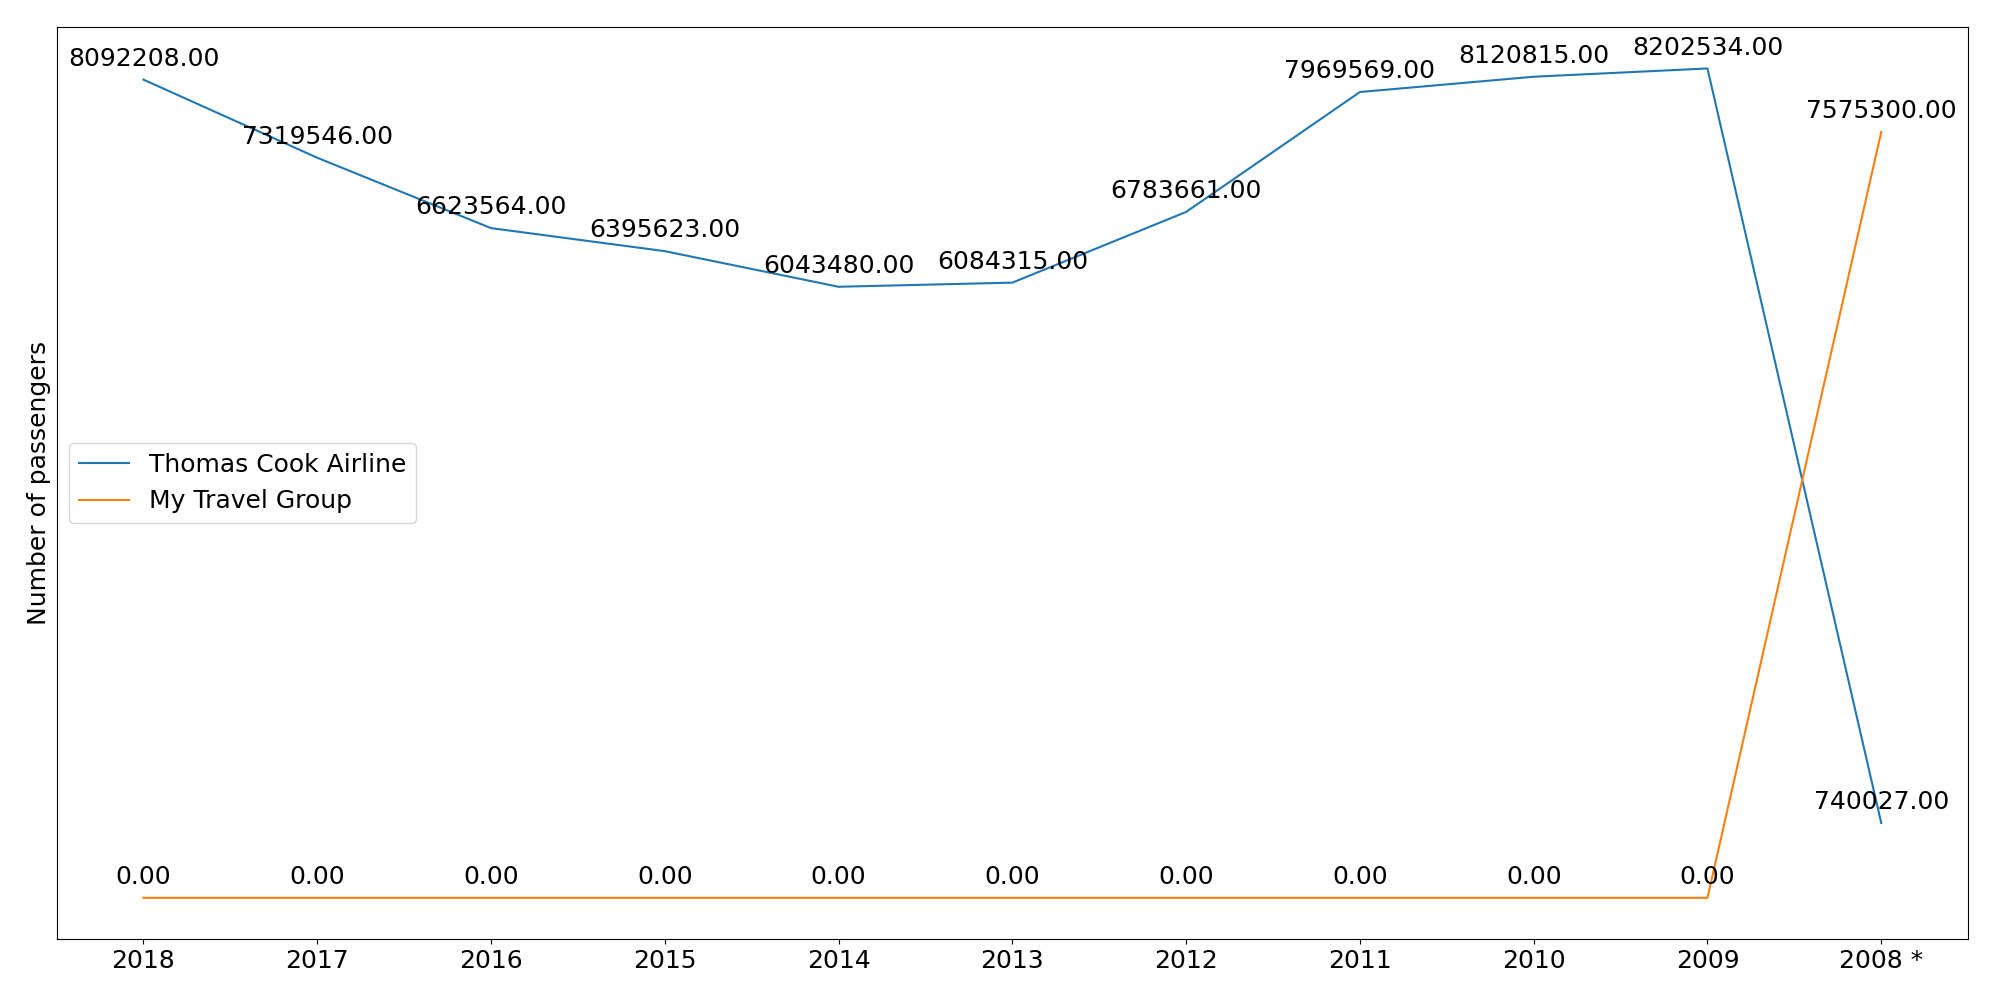 8092208.00
7319546.00
6623564.00
6395623.00
6043480.00
6084315.00
6783661.00
7969569.00
8120815.00
8202534.00
7575300.00
740027.00
Number of passengers
Thomas Cook Airline
My Travel Group
0.00 0.00 0.00 0.00 0.00 0.00 0.00 0.00 0.00 0.00
2018 2017 2016 2015 2014 2013 2012 2011 2010 2009 2008 *